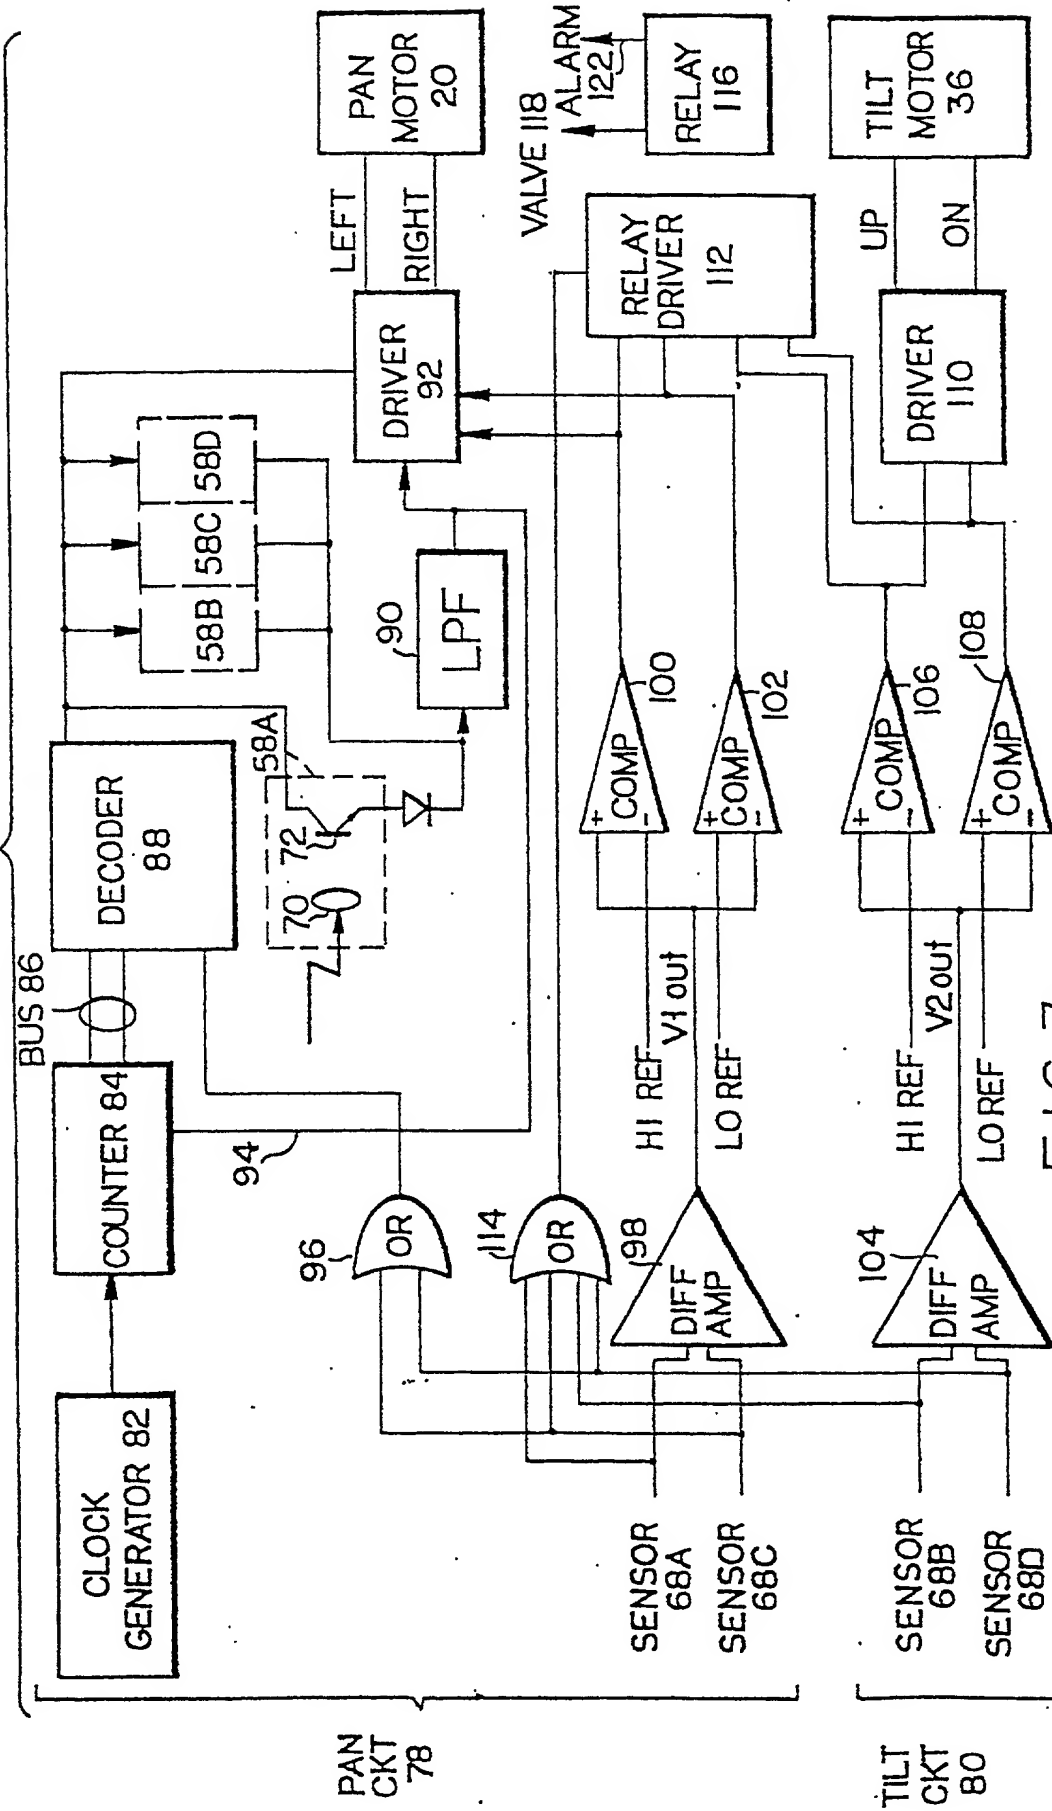 PAN
CKT
78
TILT
CKT
80
CLOCK
GENERATOR 82
COUNTER 84
BUS 86
DECODER
88
94
58A
70
72
58B
58C
58D
90
LPF
DRIVER
92
LEFT
RIGHT
PAN
MOTOR
20
96
OR
114
OR
SENSOR
68A
SENSOR
68C
98
DIFF
AMP
HI REF
V1 out
LO REF
+
COMP
-
100
+
COMP
-
102
RELAY
DRIVER
112
VALVE 118
ALARM
122
RELAY
116
SENSOR
68B
SENSOR
68D
104
DIFF
AMP
HI REF
V2 out
LO REF
+
COMP
-
106
+
COMP
-
108
DRIVER
110
UP
ON
TILT
MOTOR
36